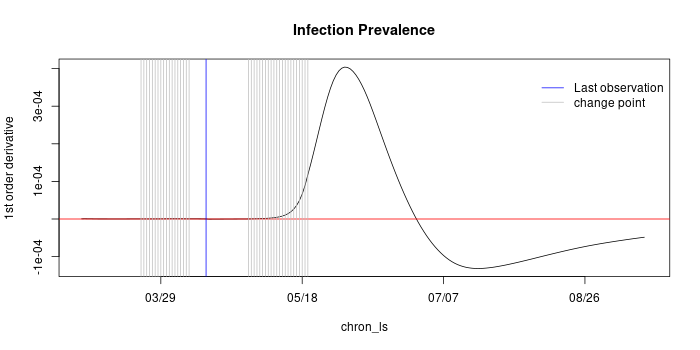 Infection Prevalence
1st order derivative
3e-04
1e-04
-1e-04
Last observation
change point
03/29
05/18
07/07
08/26
chron_ls